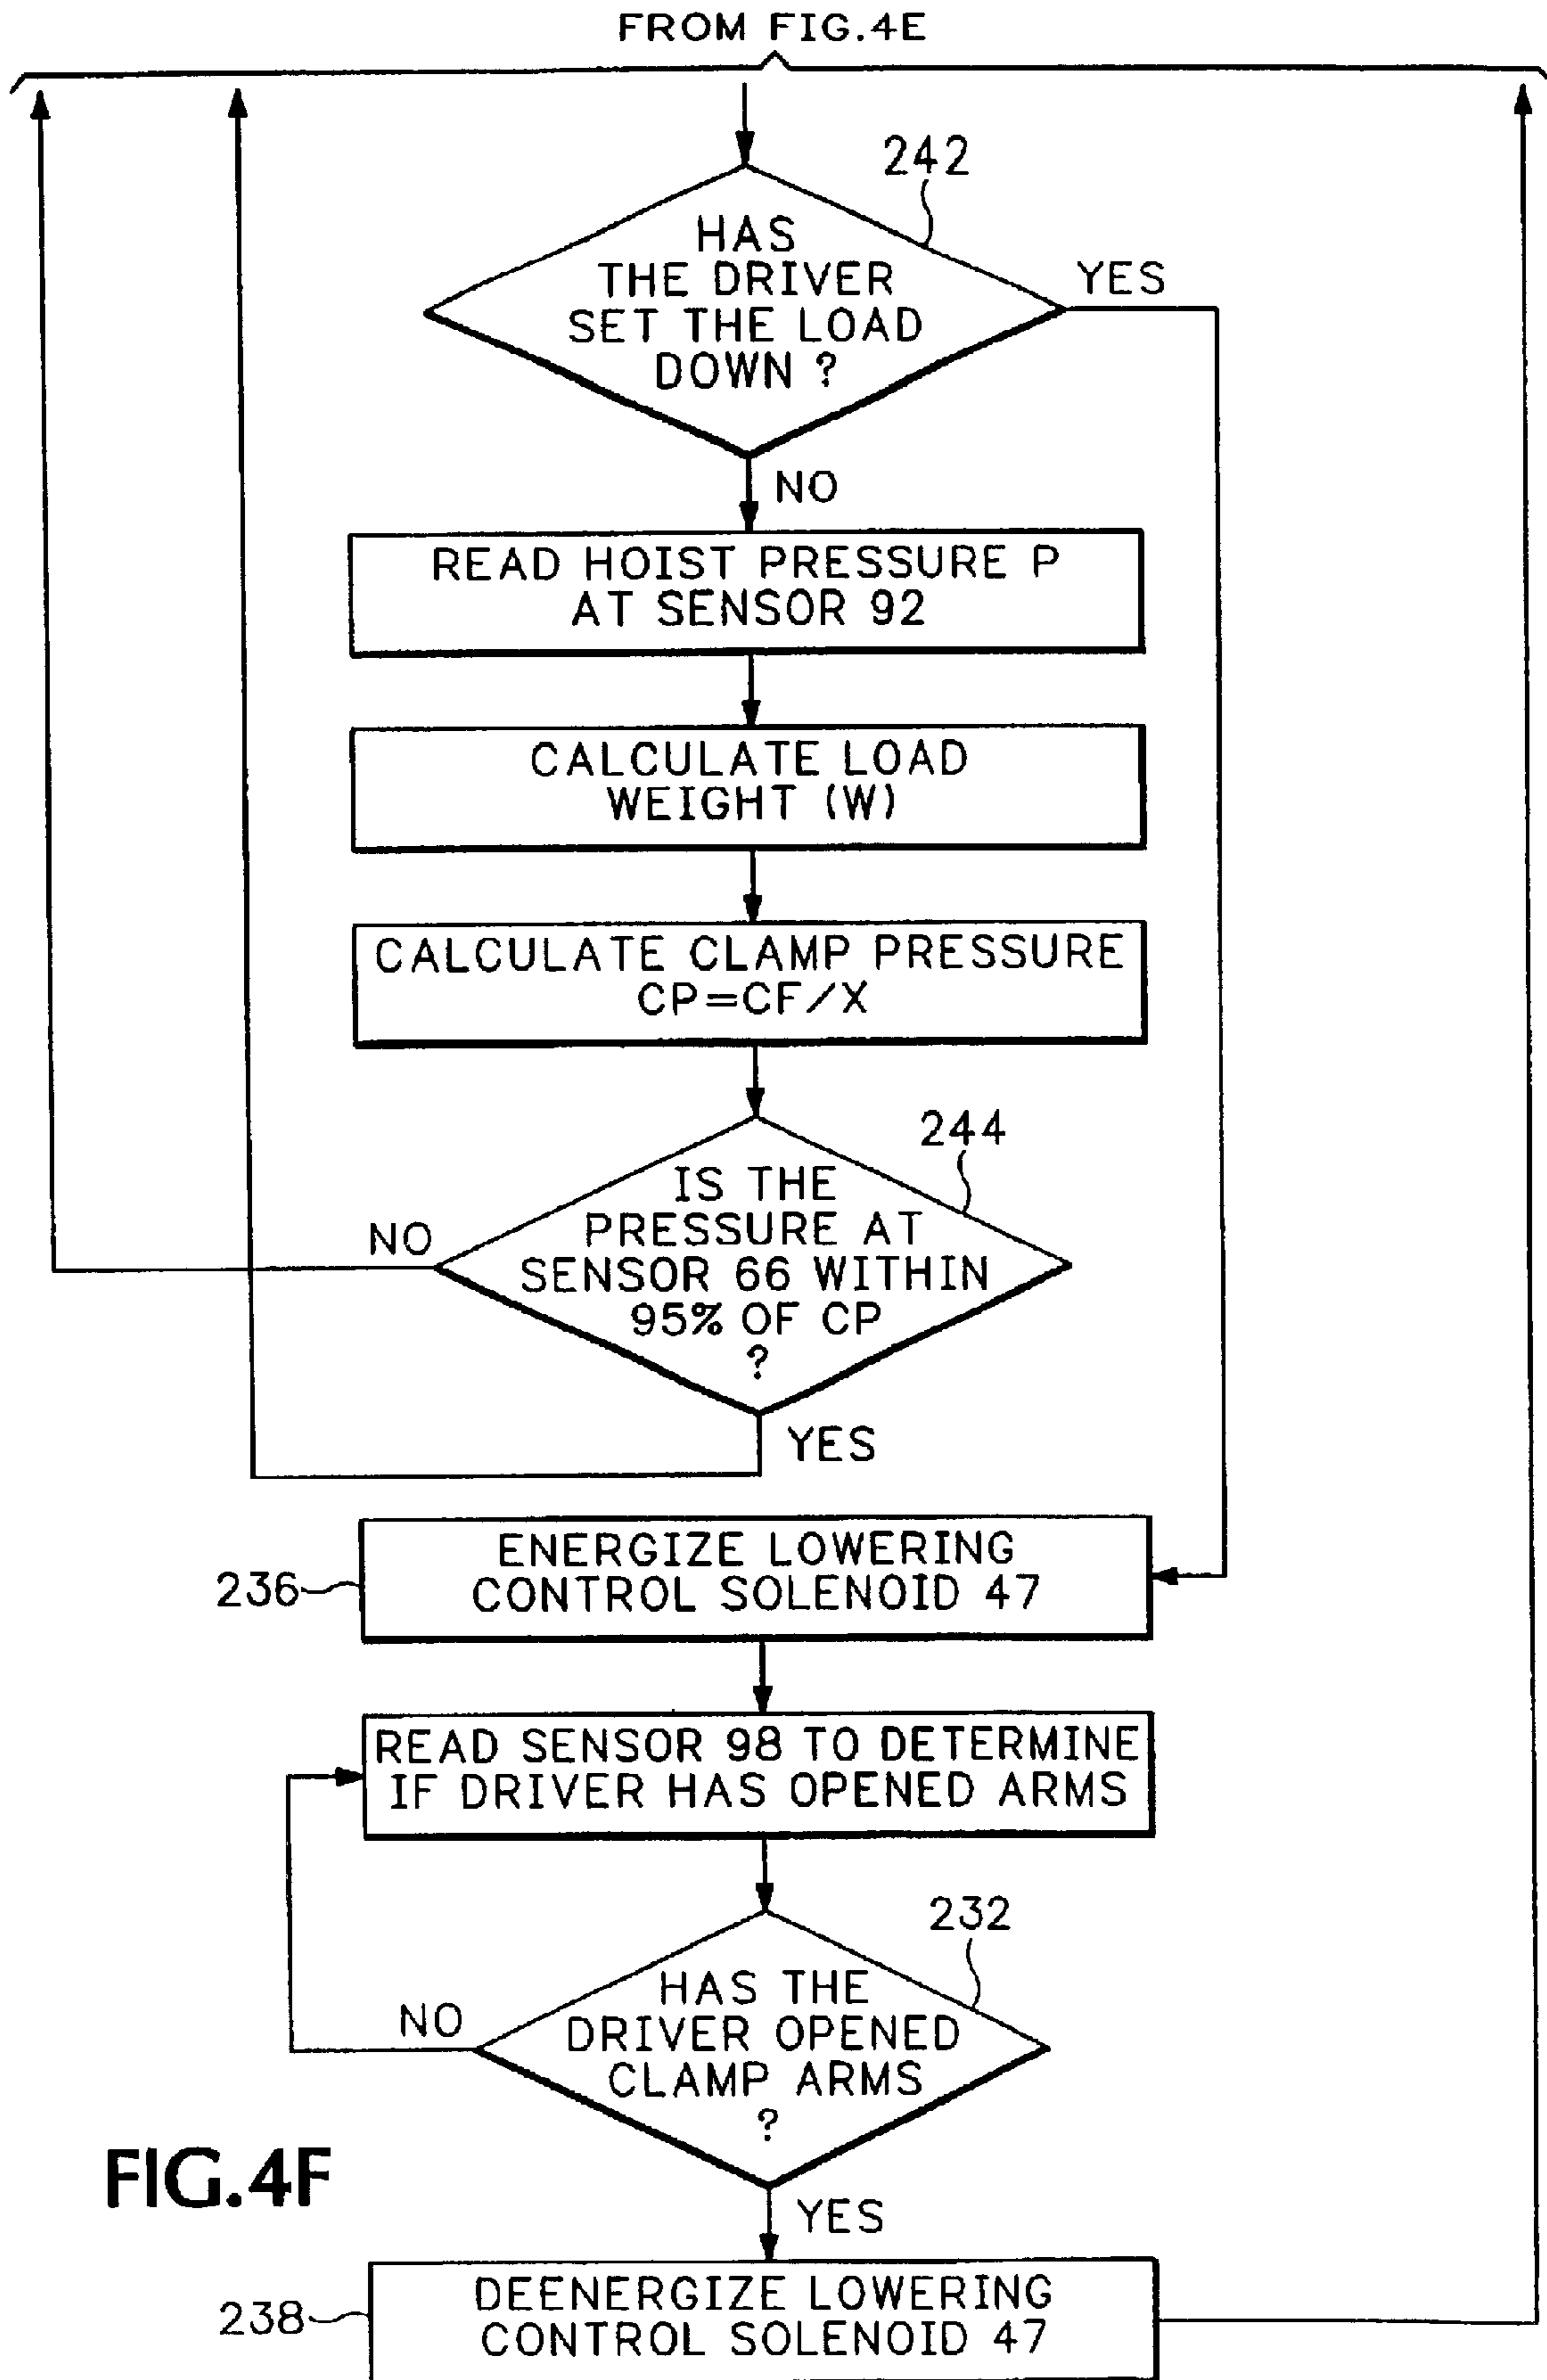 FROM FIG.4E
242
HAS
THE DRIVER
SET THE LOAD
DOWN ?
YES
NO
READ HOIST PRESSURE P
AT SENSOR 92
CALCULATE LOAD
WEIGHT (W)
CALCULATE CLAMP PRESSURE
CP=CF/X
244
IS THE
PRESSURE AT
SENSOR 66 WITHIN
95% OF CP
?
NO
YES
236
ENERGIZE LOWERING
CONTROL SOLENOID 47
READ SENSOR 98 TO DETERMINE
IF DRIVER HAS OPENED ARMS
232
HAS THE
DRIVER OPENED
CLAMP ARMS
?
NO
YES
FIG.4F
238
DEENERGIZE LOWERING
CONTROL SOLENOID 47